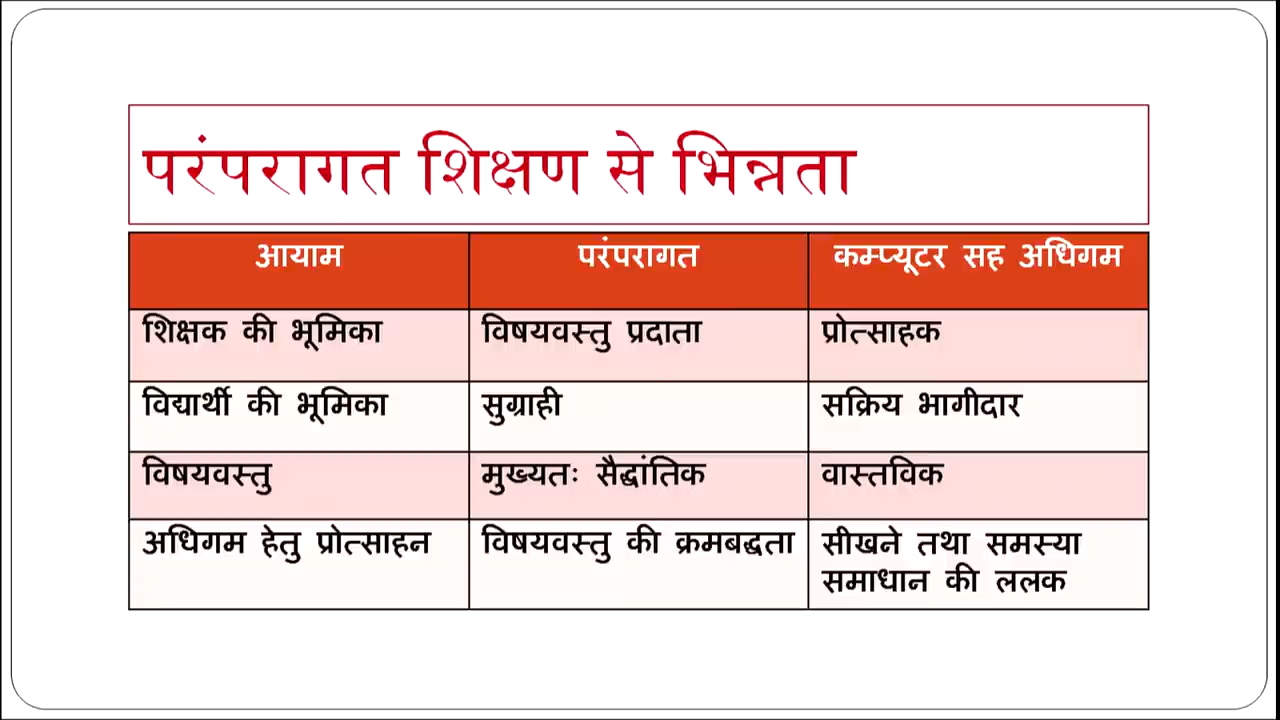 परंपरागत शिक्षण से भिन्नता
आयाम परंपरागत कम्प्यूटर सह अधिगम
शिक्षक की भूमिका विषयवस्तु प्रदाता प्रोत्साहक
विद्यार्थी की भूमिका सुग्राही सक्रिय भागीदार
विषयवस्तु मुख्यतः सैद्धांतिक वास्तविक
अधिगम हेतु प्रोत्साहन विषयवस्तु की क्रमबद्धता सीखने तथा समस्या
समाधान की ललक